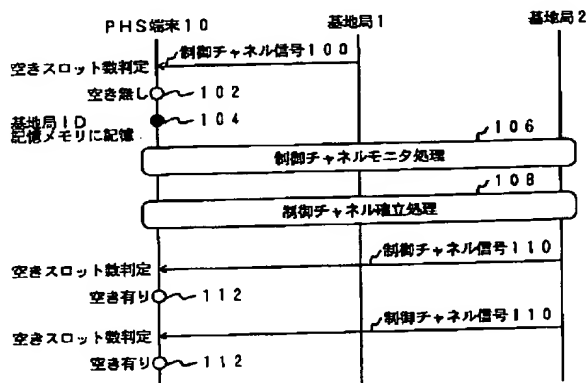 PHS端末10
基地局1
基地局2
制御チャネル信号100
空きスロット数判定
空き無し
102
基地局ID
記憶メモリに記憶
104
106
制御チャネルモニタ処理
108
制御チャネル確立処理
制御チャネル信号110
空きスロット数判定
空き有り
112
制御チャネル信号110
空きスロット数判定
空き有り
112